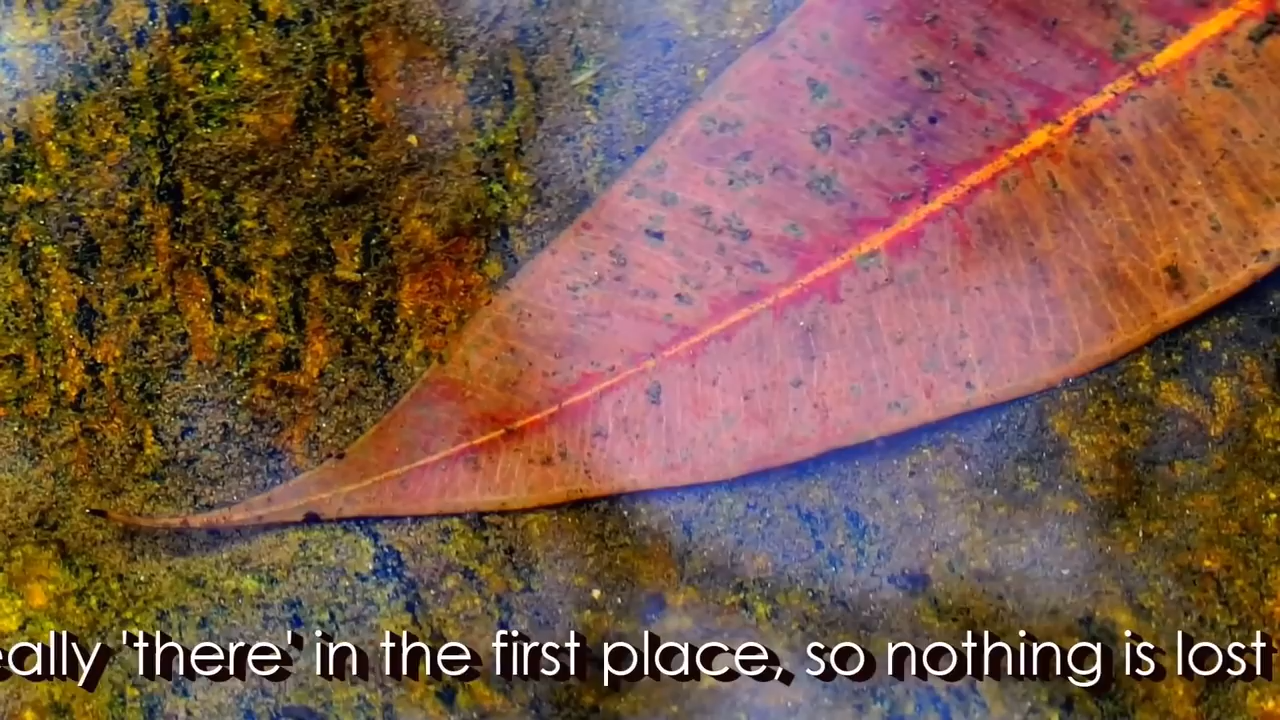 eally 'there' in the first place, so nothing is lost